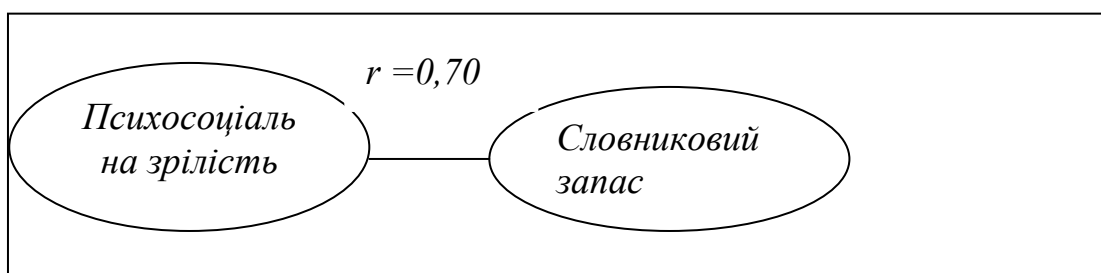 r =0,70
Психосоціаль
на зрілість
Словниковий
запас